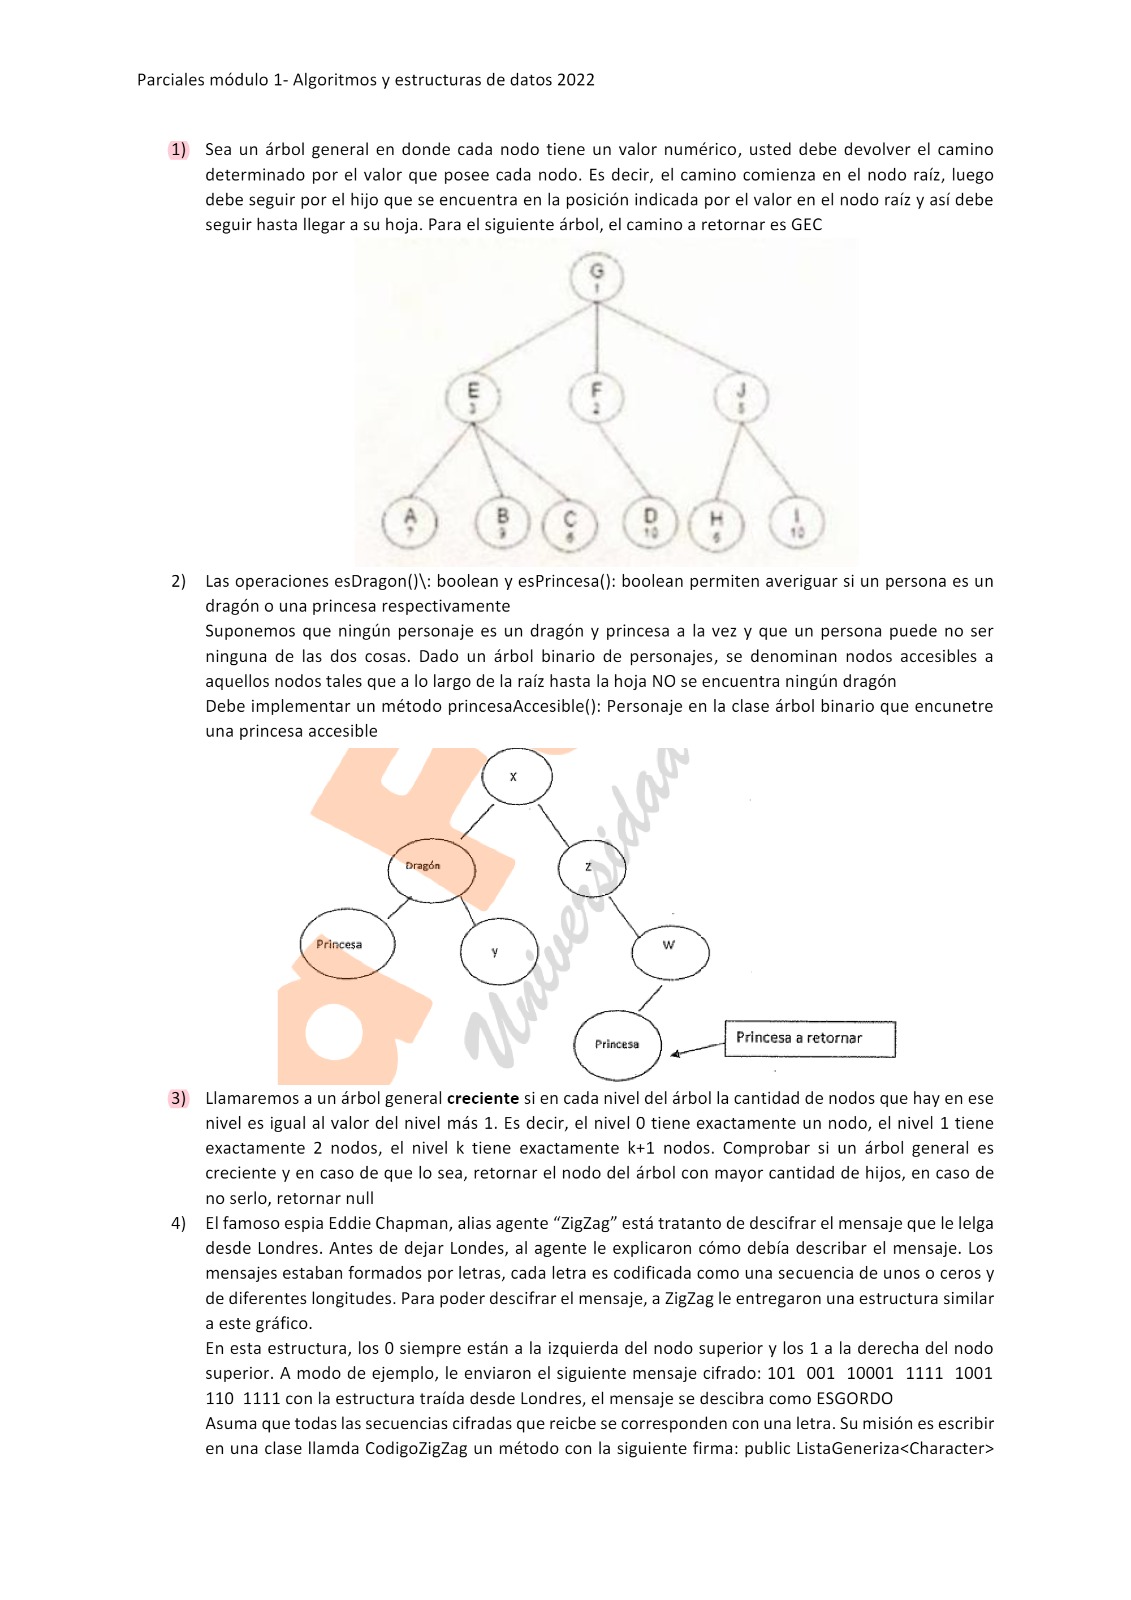 Parciales módulo 1- Algoritmos y estructuras de datos 2022
1) Sea un árbol general en donde cada nodo tiene un valor numérico, usted debe devolver el camino
determinado por el valor que posee cada nodo. Es decir, el camino comienza en el nodo raíz, luego
debe seguir por el hijo que se encuentra en la posición indicada por el valor en el nodo raíz y así debe
seguir hasta llegar a su hoja. Para el siguiente árbol, el camino a retornar es GEC
G
1
E F J
3 2 5
A B C D H I
7 9 6 10 6 10
2) Las operaciones esDragon()\: boolean y esPrincesa(): boolean permiten averiguar si un persona es un
dragón o una princesa respectivamente
Suponemos que ningún personaje es un dragón y princesa a la vez y que un persona puede no ser
ninguna de las dos cosas. Dado un árbol binario de personajes, se denominan nodos accesibles a
aquellos nodos tales que a lo largo de la raíz hasta la hoja NO se encuentra ningún dragón
Debe implementar un método princesaAccesible(): Personaje en la clase árbol binario que encunetre
una princesa accesible
X
Dragón Z
Princesa y W
Princesa
Princesa a retornar
Universidad
3) Llamaremos a un árbol general creciente si en cada nivel del árbol la cantidad de nodos que hay en ese
nivel es igual al valor del nivel más 1. Es decir, el nivel 0 tiene exactamente un nodo, el nivel 1 tiene
exactamente 2 nodos, el nivel k tiene exactamente k+1 nodos. Comprobar si un árbol general es
creciente y en caso de que lo sea, retornar el nodo del árbol con mayor cantidad de hijos, en caso de
no serlo, retornar null
4) El famoso espia Eddie Chapman, alias agente “ZigZag” está tratanto de descifrar el mensaje que le lelga
desde Londres. Antes de dejar Londes, al agente le explicaron cómo debía describar el mensaje. Los
mensajes estaban formados por letras, cada letra es codificada como una secuencia de unos o ceros y
de diferentes longitudes. Para poder descifrar el mensaje, a ZigZag le entregaron una estructura similar
a este gráfico.
En esta estructura, los 0 siempre están a la izquierda del nodo superior y los 1 a la derecha del nodo
superior. A modo de ejemplo, le enviaron el siguiente mensaje cifrado: 101 001 10001 1111 1001
110 1111 con la estructura traída desde Londres, el mensaje se descibra como ESGORDO
Asuma que todas las secuencias cifradas que reicbe se corresponden con una letra. Su misión es escribir
en una clase llamda CodigoZigZag un método con la siguiente firma: public ListaGeneriza<Character>